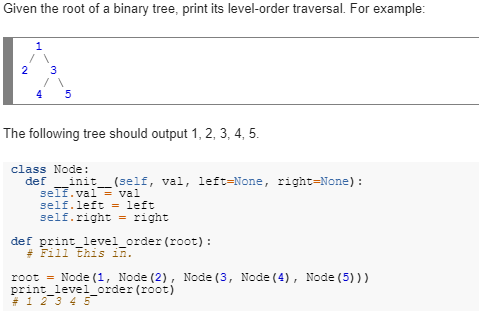 Given the root of a binary tree, print its level-order traversal. For example:
1
/ \
2 3
/ \
4 5
The following tree should output 1, 2, 3, 4, 5.
class Node:
def __init__(self, val, left=None, right=None):
self.val = val
self.left = left
self.right = right
def print_level_order(root):
# Fill this in.
root = Node(1, Node(2), Node(3, Node(4), Node(5)))
print_level_order(root)
# 1 2 3 4 5